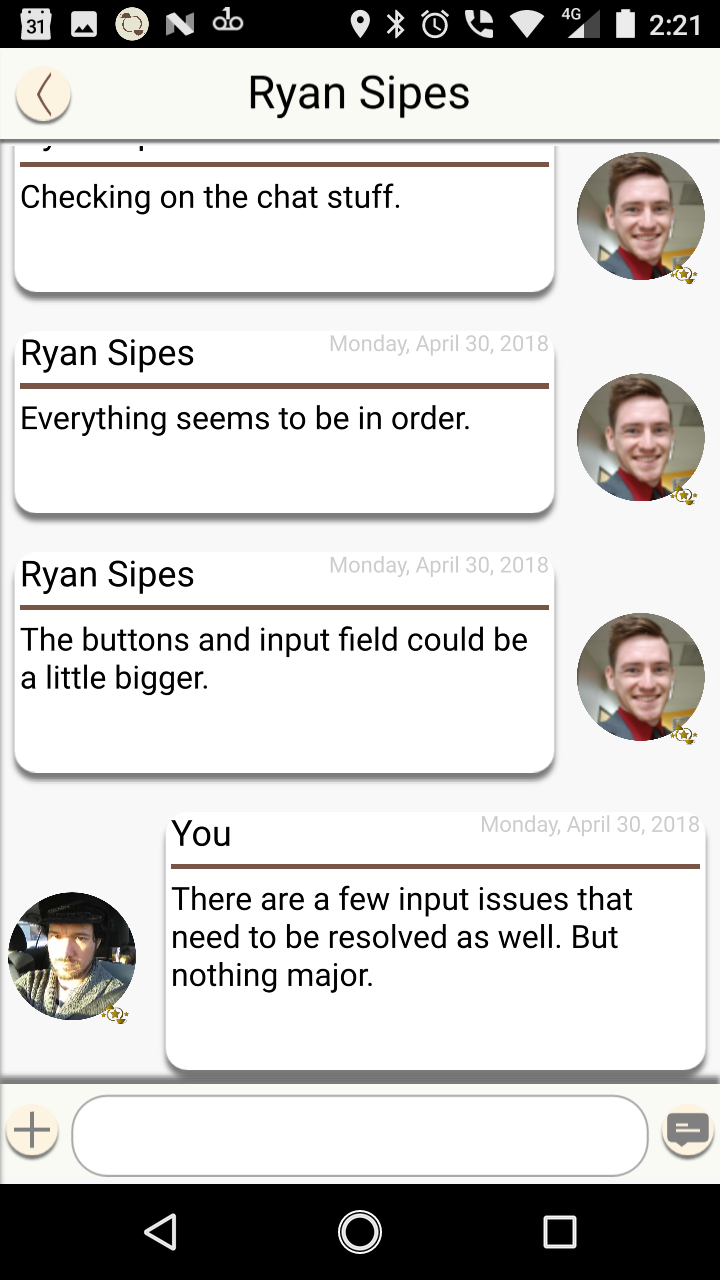 31
4G
2:21
Ryan Sipes
Checking on the chat stuff.
Ryan Sipes
Monday, April 30, 2018
Everything seems to be in order.
Ryan Sipes
Monday, April 30, 2018
The buttons and input field could be
a little bigger.
You
Monday, April 30, 2018
There are a few input issues that
need to be resolved as well. But
nothing major.